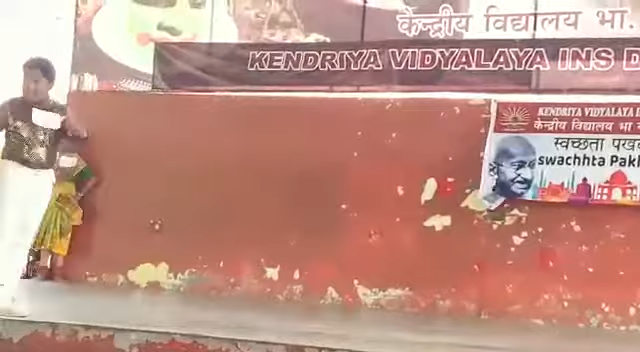 केन्द्रीय विद्यालय भा.
KENDRIYA VIDYALAYA INS D
KENDRIYA VIDYALAYA I
केन्द्रीय विद्यालय भा
स्वच्छता पखव
Swachhta Pakh